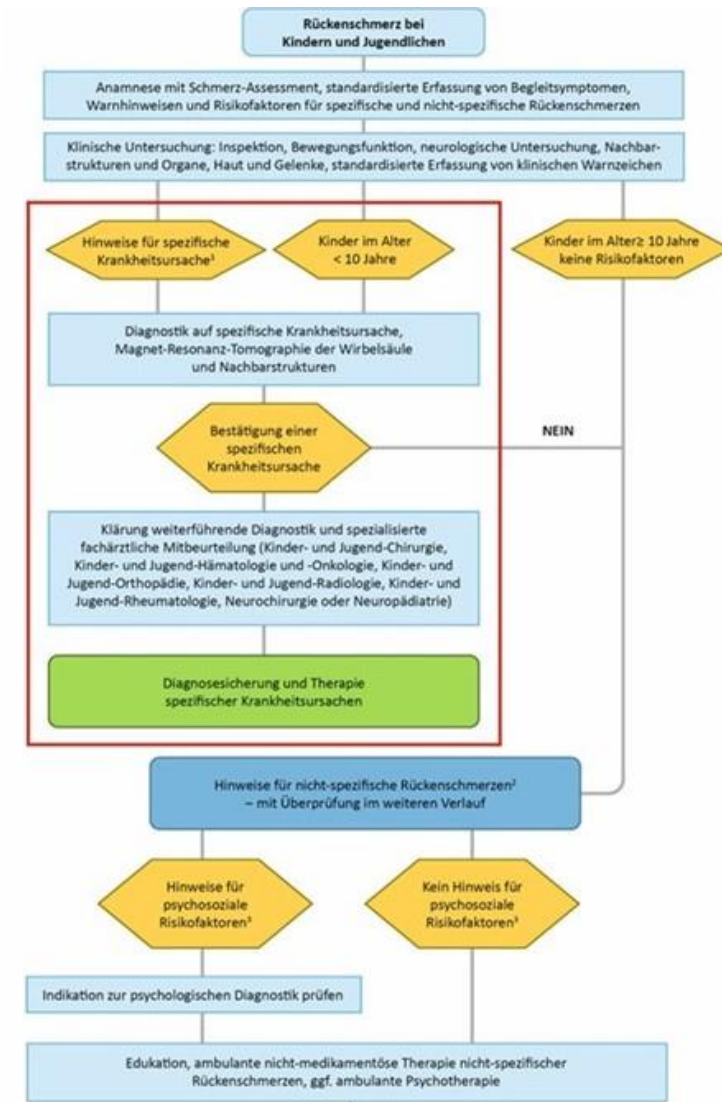 Rückenschmerz bei
Kindern und Jugendlichen
Anamnese mit Schmerz-Assessment, standardisierte Erfassung von Begleitsymptomen,
Warnhinweisen und Risikofaktoren für spezifische und nicht-spezifische Rückenschmerzen
Klinische Untersuchung: Inspektion, Bewegungsfunktion, neurologische Untersuchung, Nachbar-
strukturen und Organe, Haut und Gelenke, standardisierte Erfassung von klinischen Warnzeichen
Hinweise für spezifische
Krankheitsursache¹
Kinder im Alter
< 10 Jahre
Kinder im Alter≥ 10 Jahre
keine Risikofaktoren
Diagnostik auf spezifische Krankheitsursache,
Magnet-Resonanz-Tomographie der Wirbelsäule
und Nachbarstrukturen
Bestätigung einer
spezifischen
Krankheitsursache
NEIN
Klärung weiterführende Diagnostik und spezialisierte
fachärztliche Mitbeurteilung (Kinder- und Jugend-Chirurgie,
Kinder- und Jugend-Hämatologie und -Onkologie, Kinder- und
Jugend-Orthopädie, Kinder- und Jugend-Radiologie, Kinder- und
Jugend-Rheumatologie, Neurochirurgie oder Neuropädiatrie)
Diagnosesicherung und Therapie
spezifischer Krankheitsursachen
Hinweise für nicht-spezifische Rückenschmerzen²
– mit Überprüfung im weiteren Verlauf
Hinweise für
psychosoziale
Risikofaktoren³
Kein Hinweis für
psychosoziale
Risikofaktoren³
Indikation zur psychologischen Diagnostik prüfen
Edukation, ambulante nicht-medikamentöse Therapie nicht-spezifischer
Rückenschmerzen, ggf. ambulante Psychotherapie